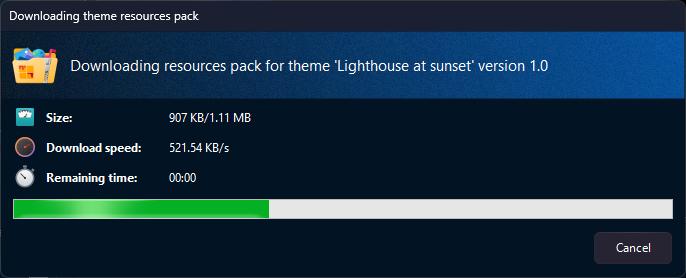 Downloading theme resources pack
Downloading resources pack for theme 'Lighthouse at sunset' version 1.0
Size: 907 KB/1.11 MB
Download speed: 521.54 KB/s
Remaining time: 00:00
Cancel